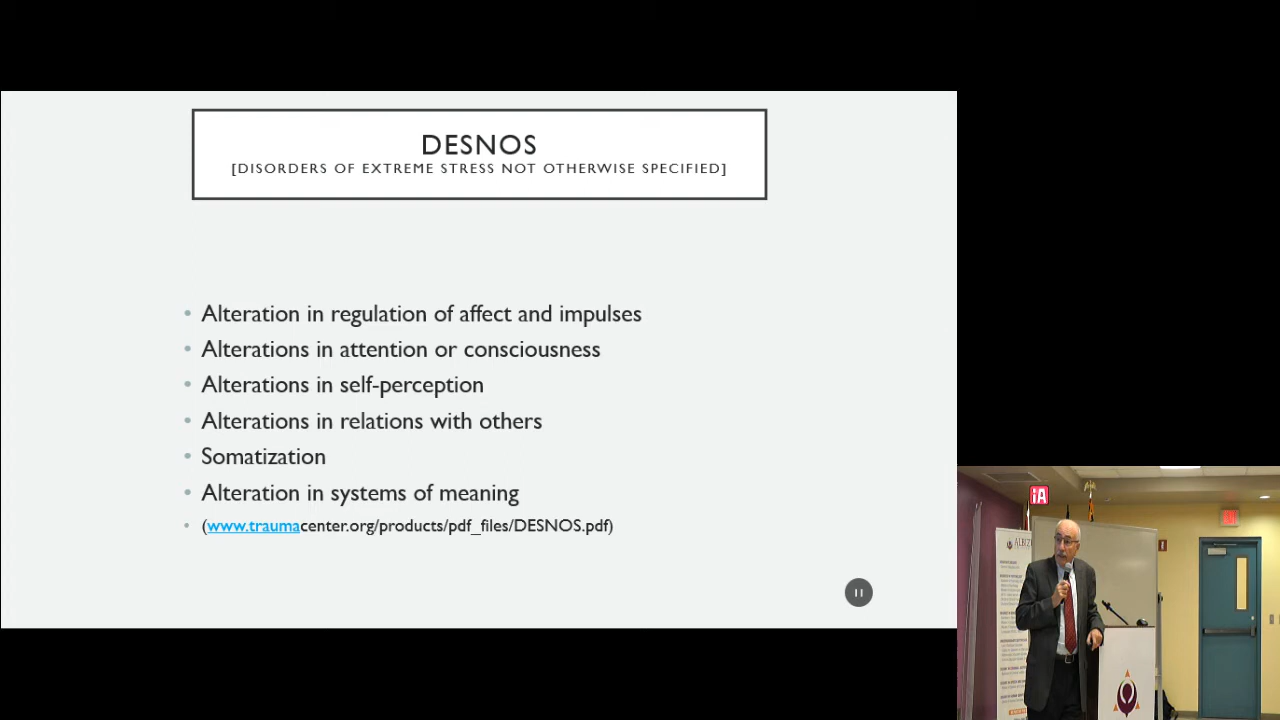 DESNOS
[DISORDERS OF EXTREME STRESS NOT OTHERWISE SPECIFIED]
• Alteration in regulation of affect and impulses
• Alterations in attention or consciousness
• Alterations in self-perception
• Alterations in relations with others
• Somatization
• Alteration in systems of meaning
• (www.traumacenter.org/products/pdf_files/DESNOS.pdf)
11
iA